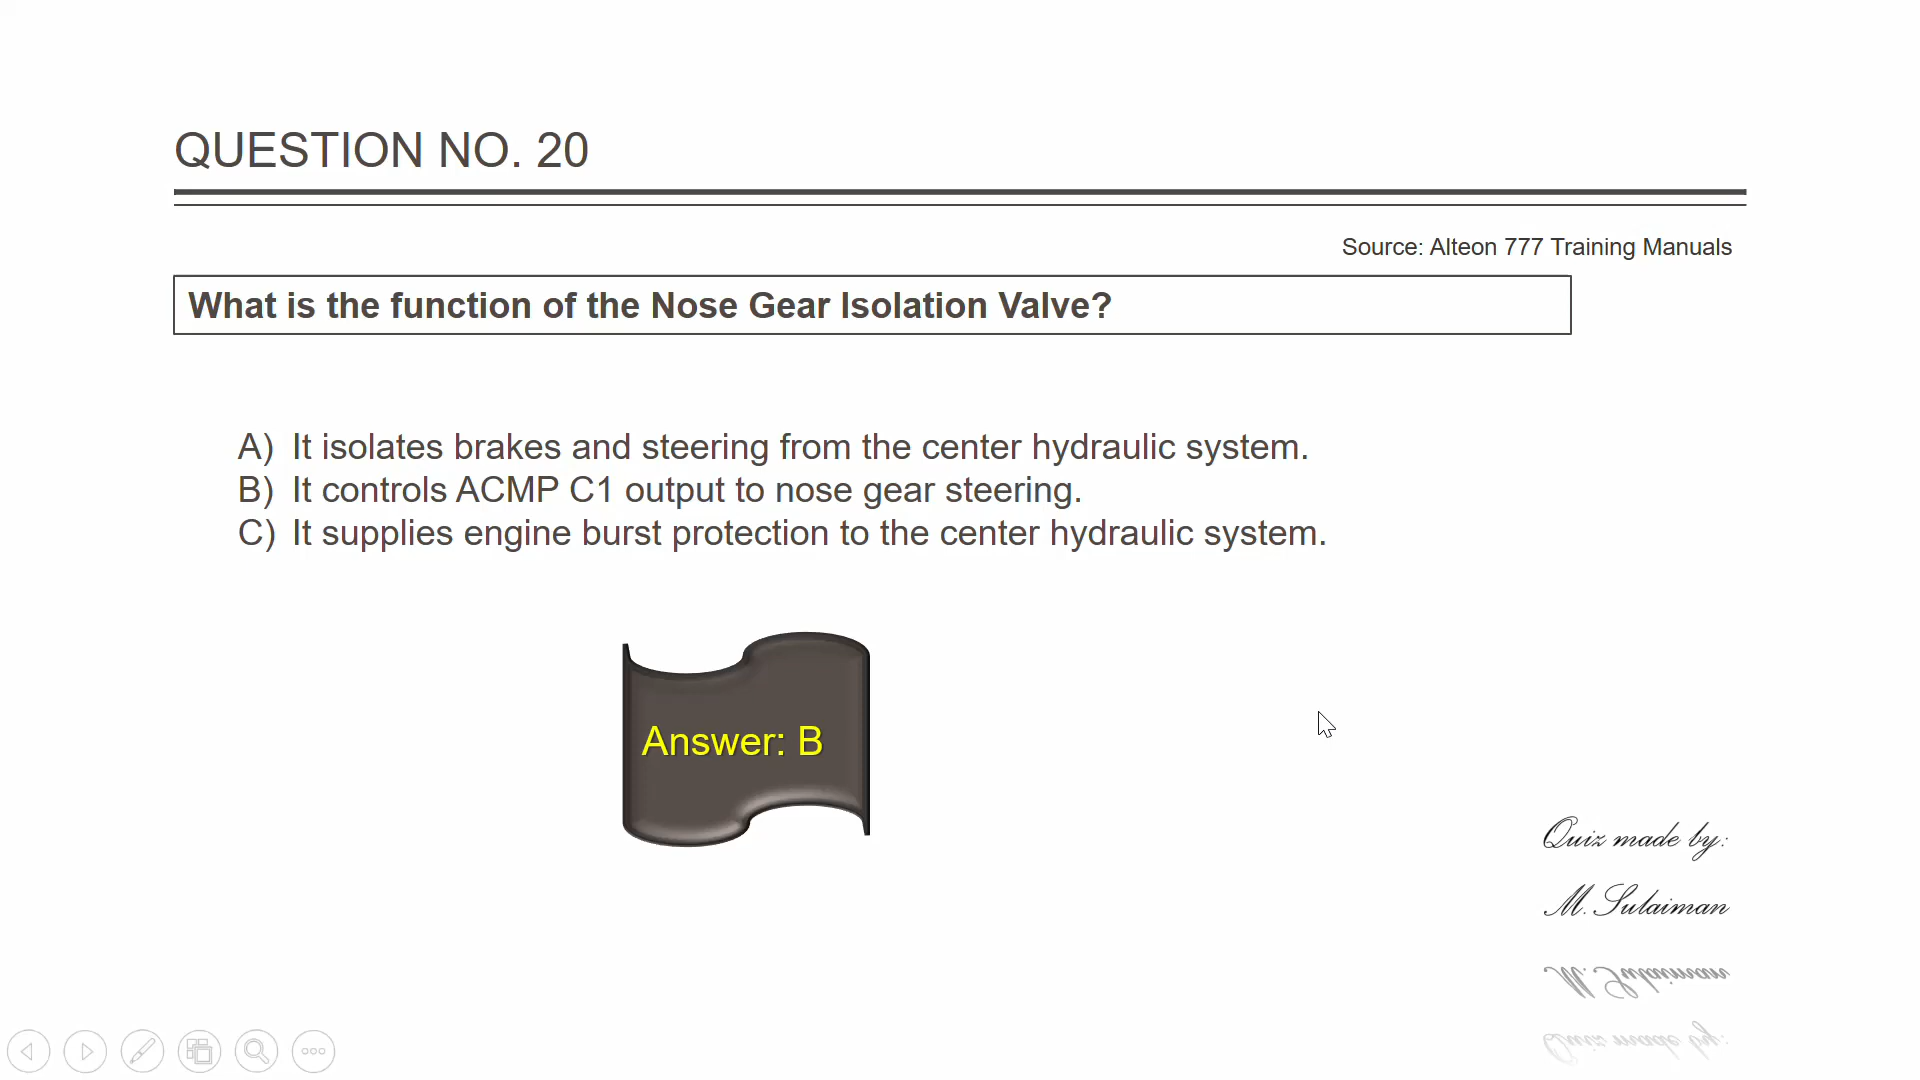 QUESTION NO. 20
Source: Alteon 777 Training Manuals
What is the function of the Nose Gear Isolation Valve?
A) It isolates brakes and steering from the center hydraulic system.
B) It controls ACMP C1 output to nose gear steering.
C) It supplies engine burst protection to the center hydraulic system.
Answer: B
Quiz made by:
M. Sulaiman